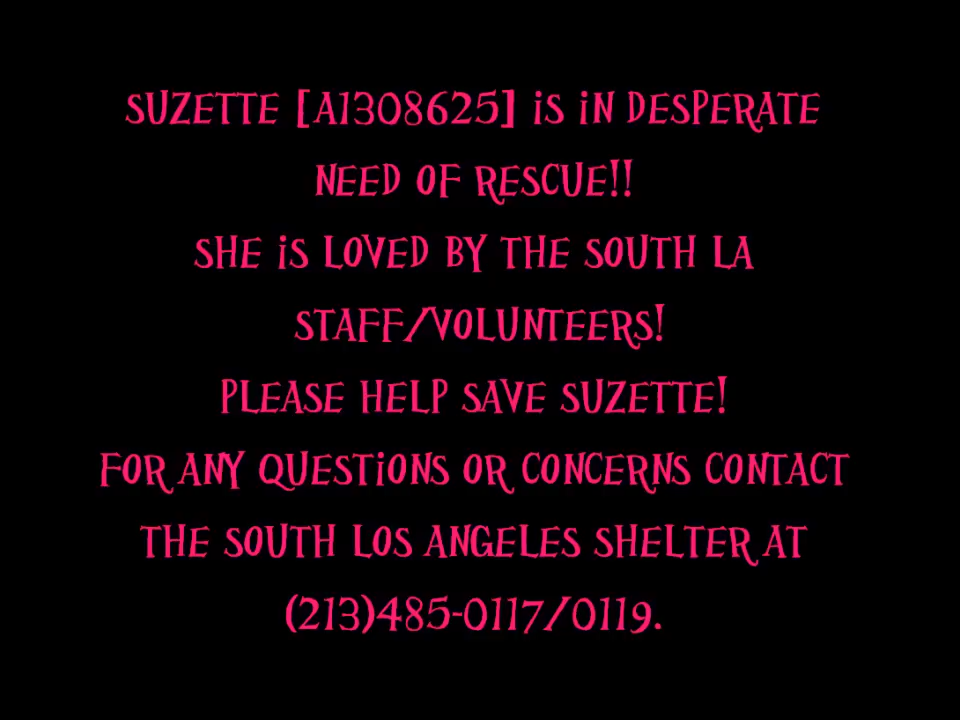 SUZETTE [A1308625] iS iN DESPERATE
NEED OF RESCUE!!
SHE iS LOVED BY THE SOUTH LA
STAFF/VOLUNTEERS!
PLEASE HELP SAVE SUZETTE!
FOR ANY QUESTiONS OR CONCERNS CONTACT
THE SOUTH LOS ANGELES SHELTER AT
(213)485-0117/0119.